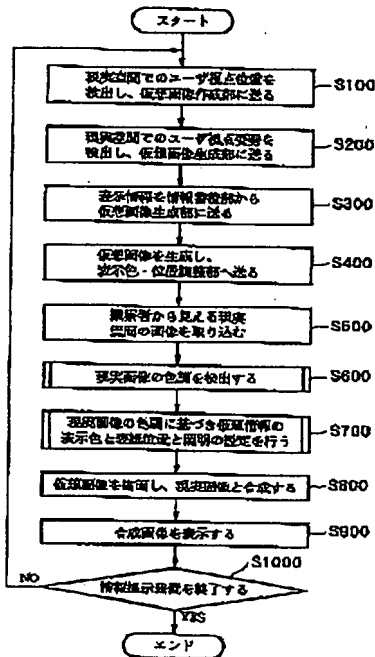 スタート
現実空間でのユーザ視点位置を
検出し、仮想画像作成部に送る
S100
現実空間でのユーザ視点姿勢を
検出し、仮想画像生成部に送る
S200
表示情報を情報蓄積部から
仮想画像生成部に送る
S300
仮想画像を生成し、
表示色・位置調整部へ送る
S400
観察者から見える現実
空間の画像を取り込む
S500
現実画像の色調を検出する
S600
現実画像の色調に基づき仮想情報の
表示色と 位置と 照明の設定を行う
S700
仮想画像を描画し、現実画像と合成する
S800
合成画像を表示する
S900
S1000
情報提示 を終了する
NO
YES
エンド